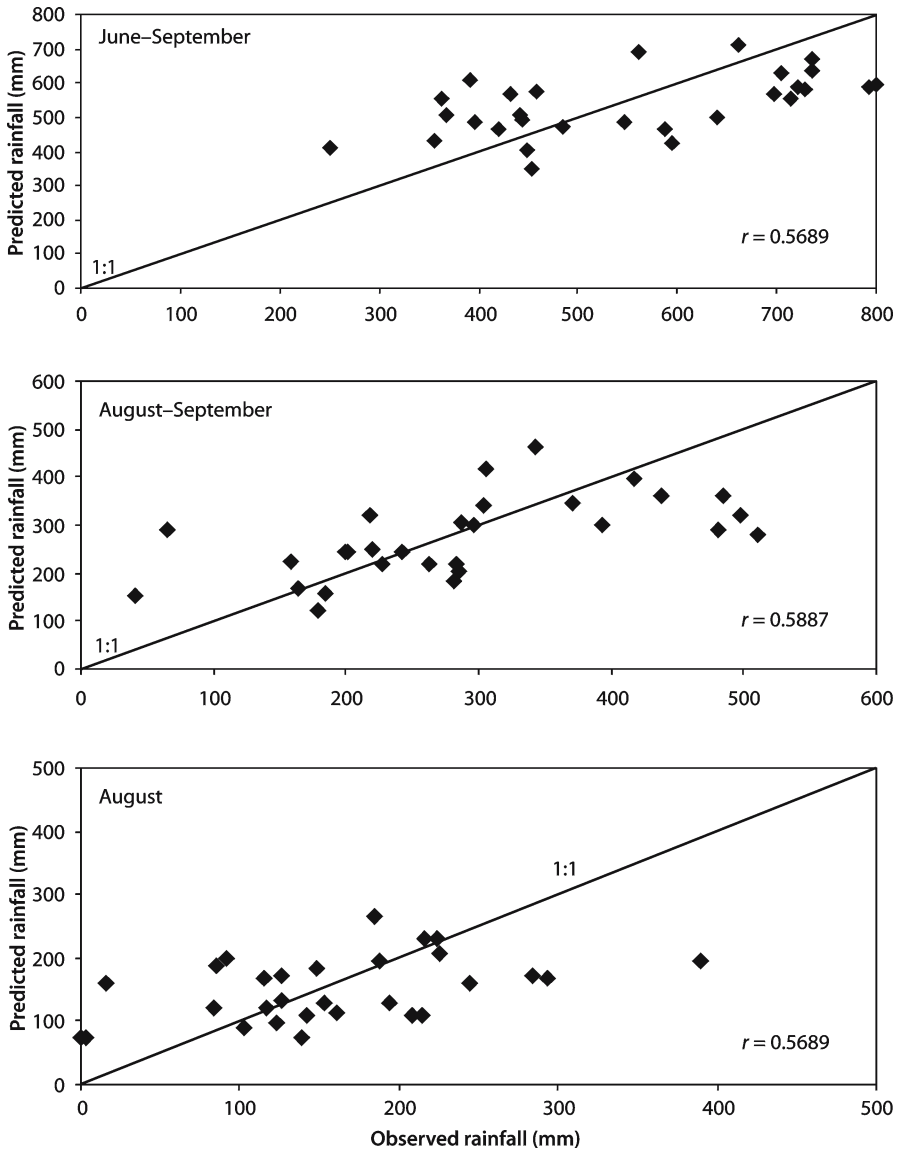 June–September
Predicted rainfall (mm)
800
700
600
500
400
300
200
100
0
1:1
r = 0.5689
0 100 200 300 400 500 600 700 800
August–September
Predicted rainfall (mm)
600
500
400
300
200
100
0
1:1
r = 0.5887
0 100 200 300 400 500 600
August
Predicted rainfall (mm)
500
400
300
200
100
0
1:1
r = 0.5689
0 100 200 300 400 500
Observed rainfall (mm)